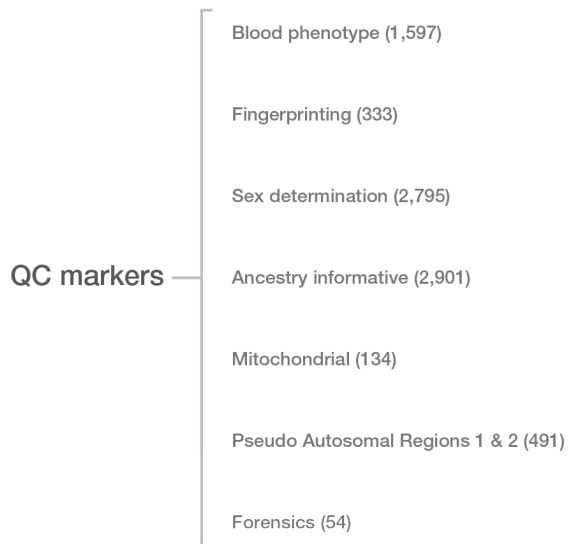 Blood phenotype (1,597)
Fingerprinting (333)
Sex determination (2,795)
QC markers
Ancestry informative (2,901)
Mitochondrial (134)
Pseudo Autosomal Regions 1 & 2 (491)
Forensics (54)